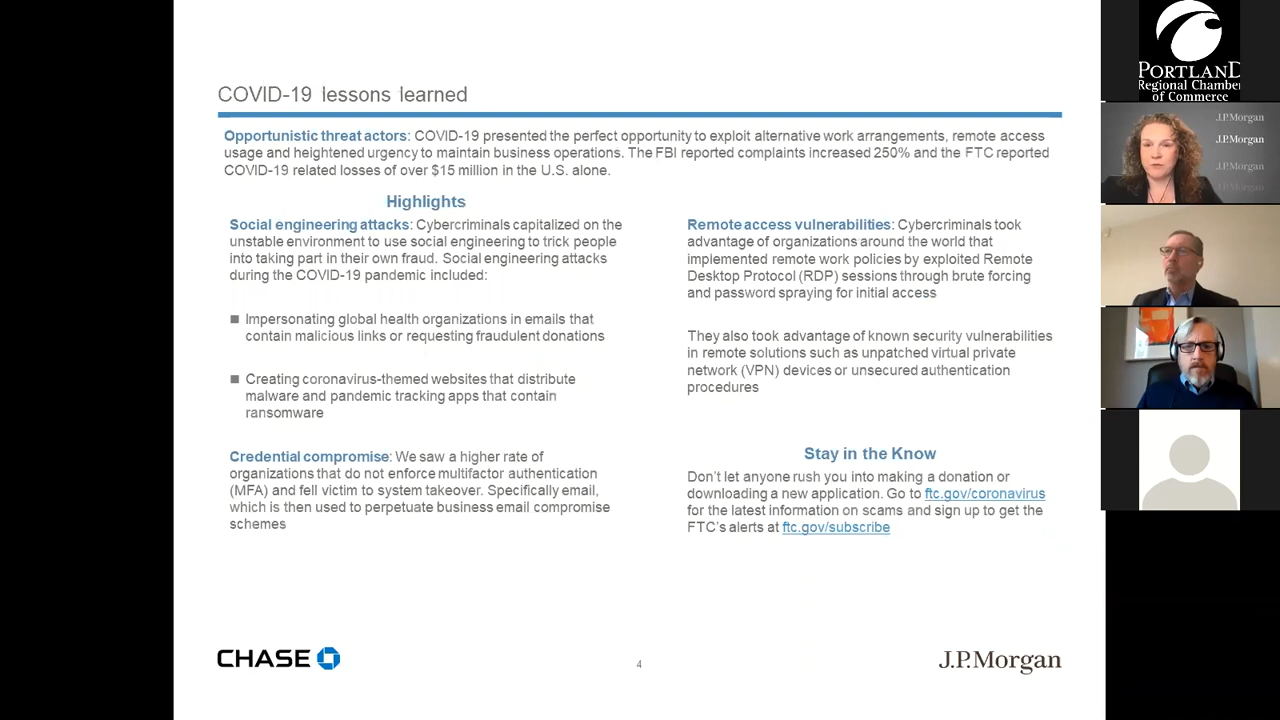 COVID-19 lessons learned
Opportunistic threat actors: COVID-19 presented the perfect opportunity to exploit alternative work arrangements, remote access
usage and heightened urgency to maintain business operations. The FBI reported complaints increased 250% and the FTC reported
COVID-19 related losses of over $15 million in the U.S. alone.
Highlights
Social engineering attacks: Cybercriminals capitalized on the
unstable environment to use social engineering to trick people
into taking part in their own fraud. Social engineering attacks
during the COVID-19 pandemic included:
■ Impersonating global health organizations in emails that
contain malicious links or requesting fraudulent donations
■ Creating coronavirus-themed websites that distribute
malware and pandemic tracking apps that contain
ransomware
Credential compromise: We saw a higher rate of
organizations that do not enforce multifactor authentication
(MFA) and fell victim to system takeover. Specifically email,
which is then used to perpetuate business email compromise
schemes
Remote access vulnerabilities: Cybercriminals took
advantage of organizations around the world that
implemented remote work policies by exploited Remote
Desktop Protocol (RDP) sessions through brute forcing
and password spraying for initial access
They also took advantage of known security vulnerabilities
in remote solutions such as unpatched virtual private
network (VPN) devices or unsecured authentication
procedures
Stay in the Know
Don't let anyone rush you into making a donation or
downloading a new application. Go to ftc.gov/coronavirus
for the latest information on scams and sign up to get the
FTC's alerts at ftc.gov/subscribe
CHASE
4
J.P.Morgan
PORTLAND
Regional Chamber
of Commerce
J.P.Morgan
J.P.Morgan
J.P.Morgan
J.P.Morgan